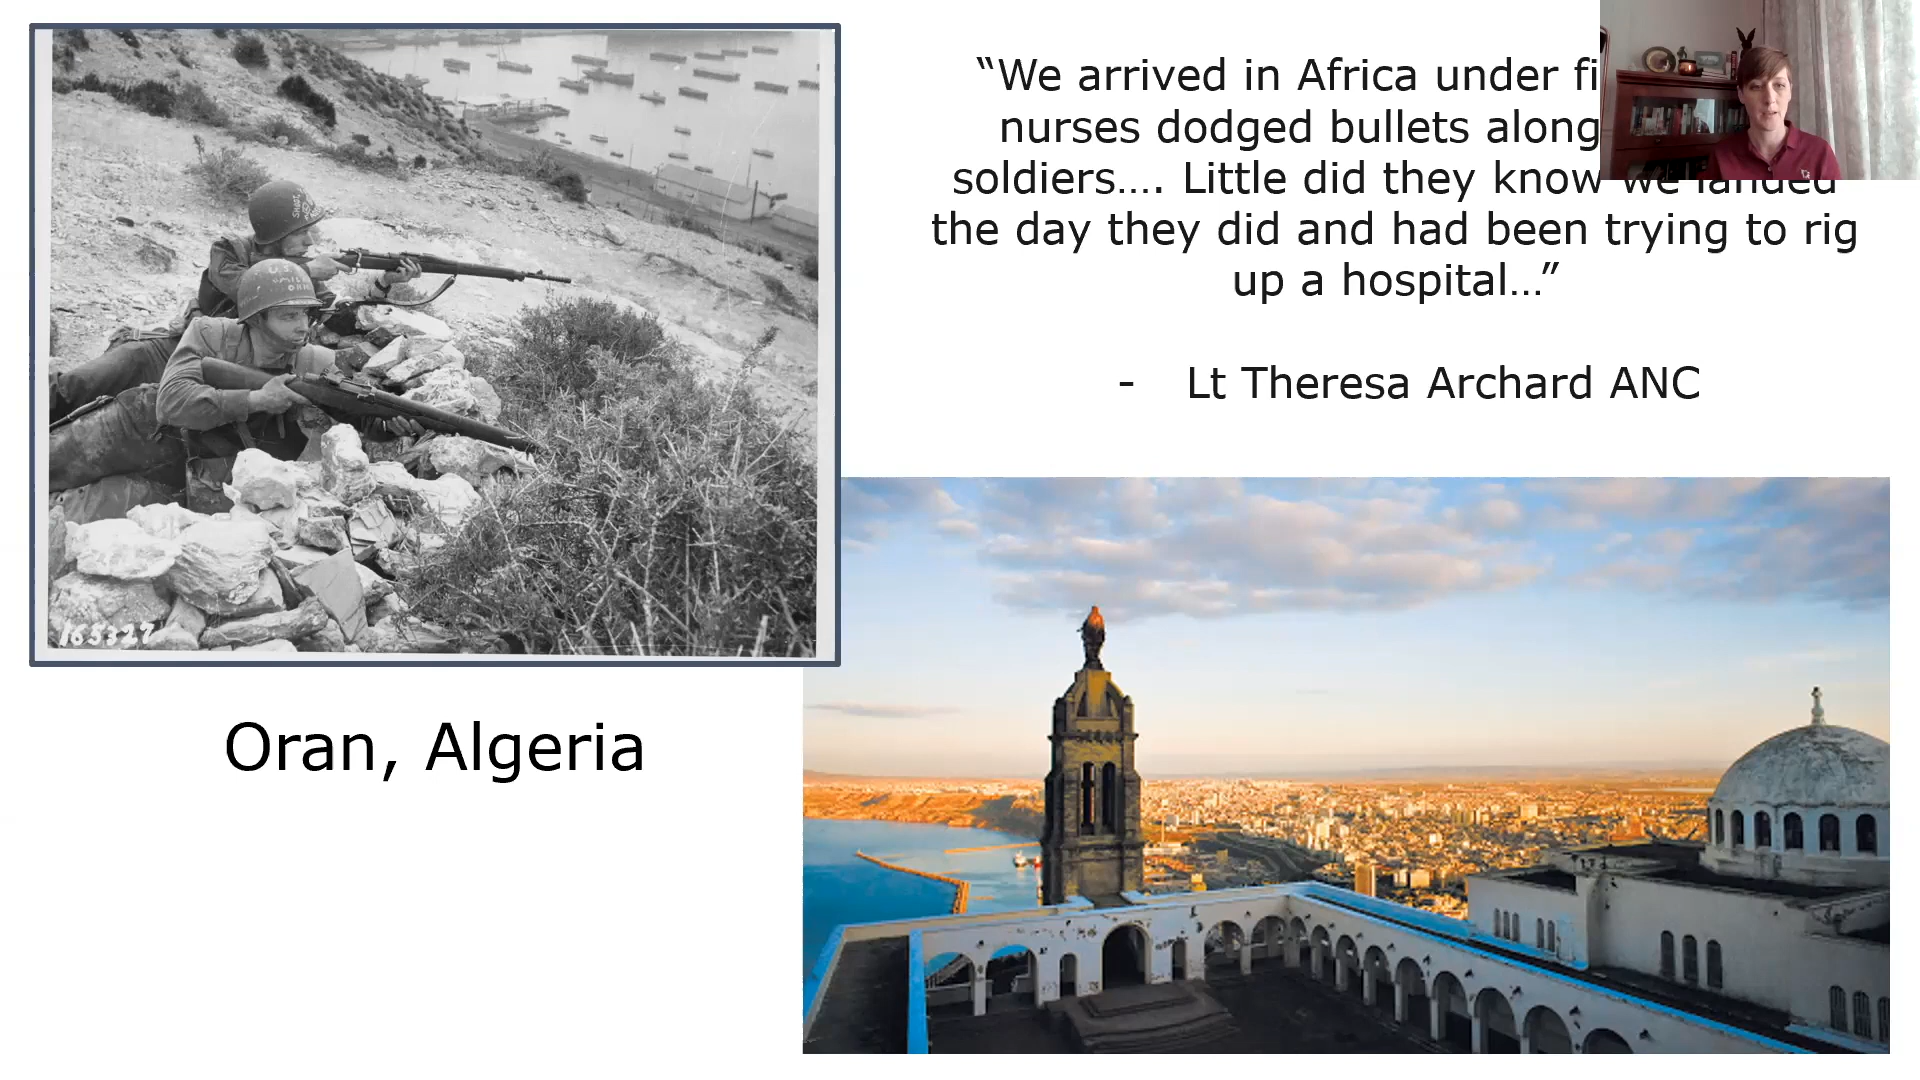 “We arrived in Africa under
nurses dodged bullets along
soldiers…. Little did they know we landed
the day they did and had been trying to rig
up a hospital…”
- Lt Theresa Archard ANC
165327
Oran, Algeria